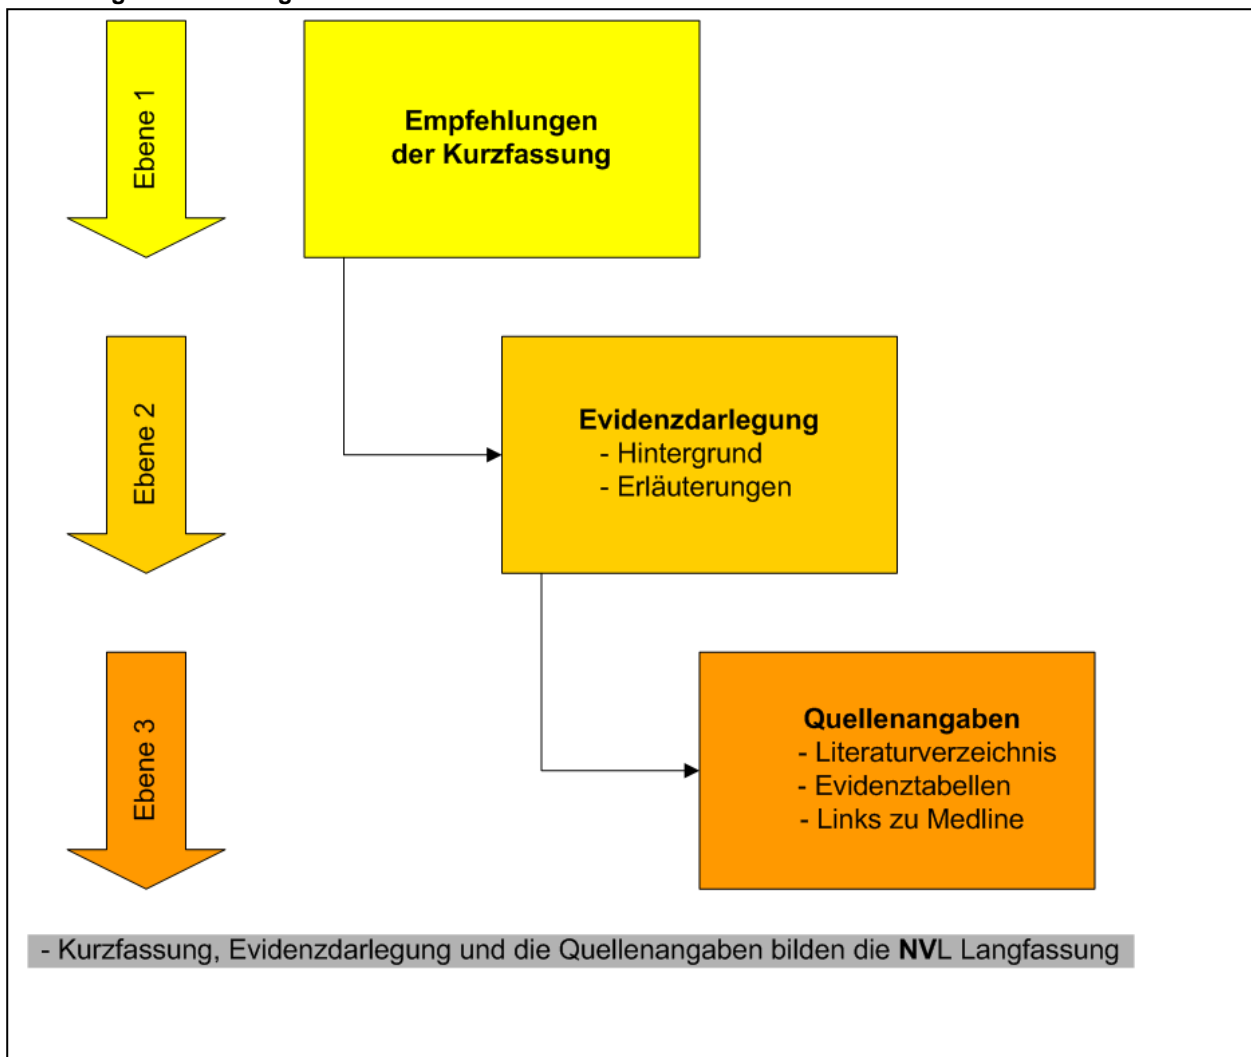 Ebene 1
Empfehlungen
der Kurzfassung
Ebene 2
Evidenzdarlegung
- Hintergrund
- Erläuterungen
Ebene 3
Quellenangaben
- Literaturverzeichnis
- Evidenztabellen
- Links zu Medline
- Kurzfassung, Evidenzdarlegung und die Quellenangaben bilden die NVL Langfassung